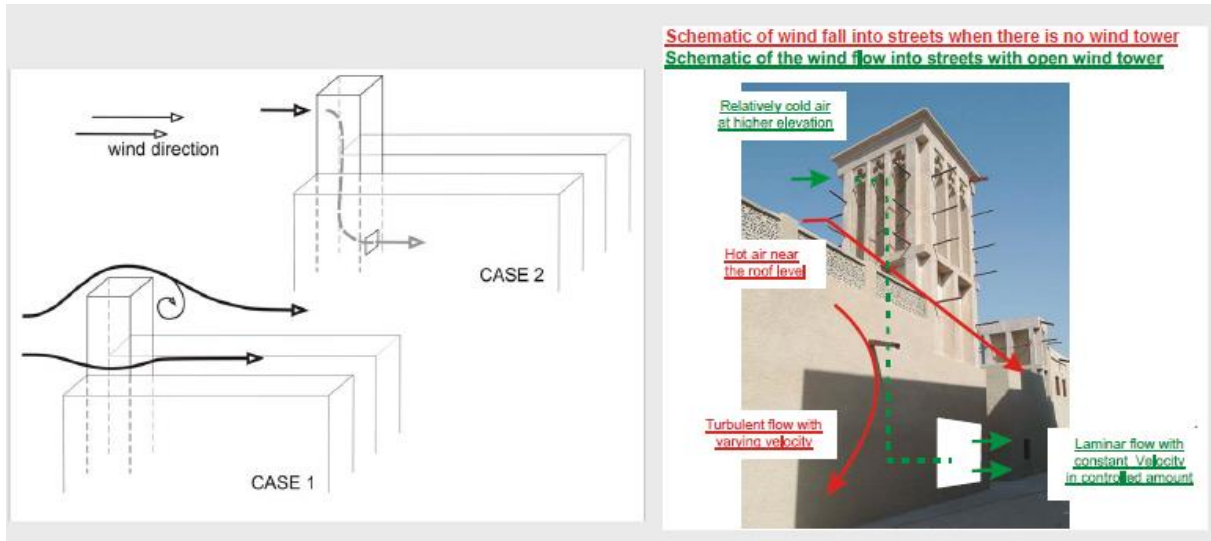 wind direction
CASE 2
CASE 1
Schematic of wind fall into streets when there is no wind tower
Schematic of the wind flow into streets with open wind tower
Relatively cold air
at higher elevation
Hot air near
the roof level
Turbulent flow with
varying velocity
Laminar flow with
constant Velocity
in controlled amount